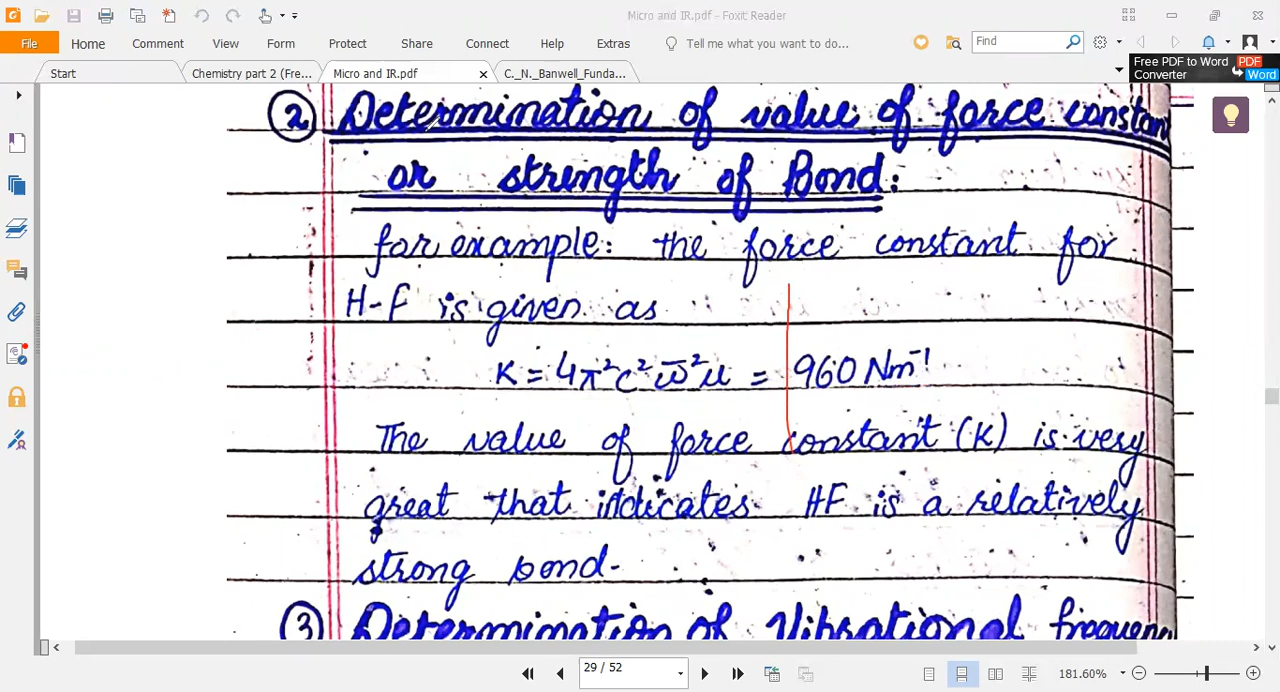 Micro and IR.pdf - Foxit Reader
File Home Comment View Form Protect Share Connect Help Extras Tell me what you want to do... Find
Start Chemistry part 2 (Fre... Micro and IR.pdf C._N._Banwell_Funda...
Free PDF to Word
Converter
PDF
Word
② Determination of value of force constant
or strength of Bond:
for example: the force constant for
H-F is given as
K = 4π²c²ω̅²μ = 960 Nm⁻¹
The value of force constant (K) is very
great that indicates HF is a relatively
strong bond.
③ Determination of Vibrational frequen
29 / 52
181.60%